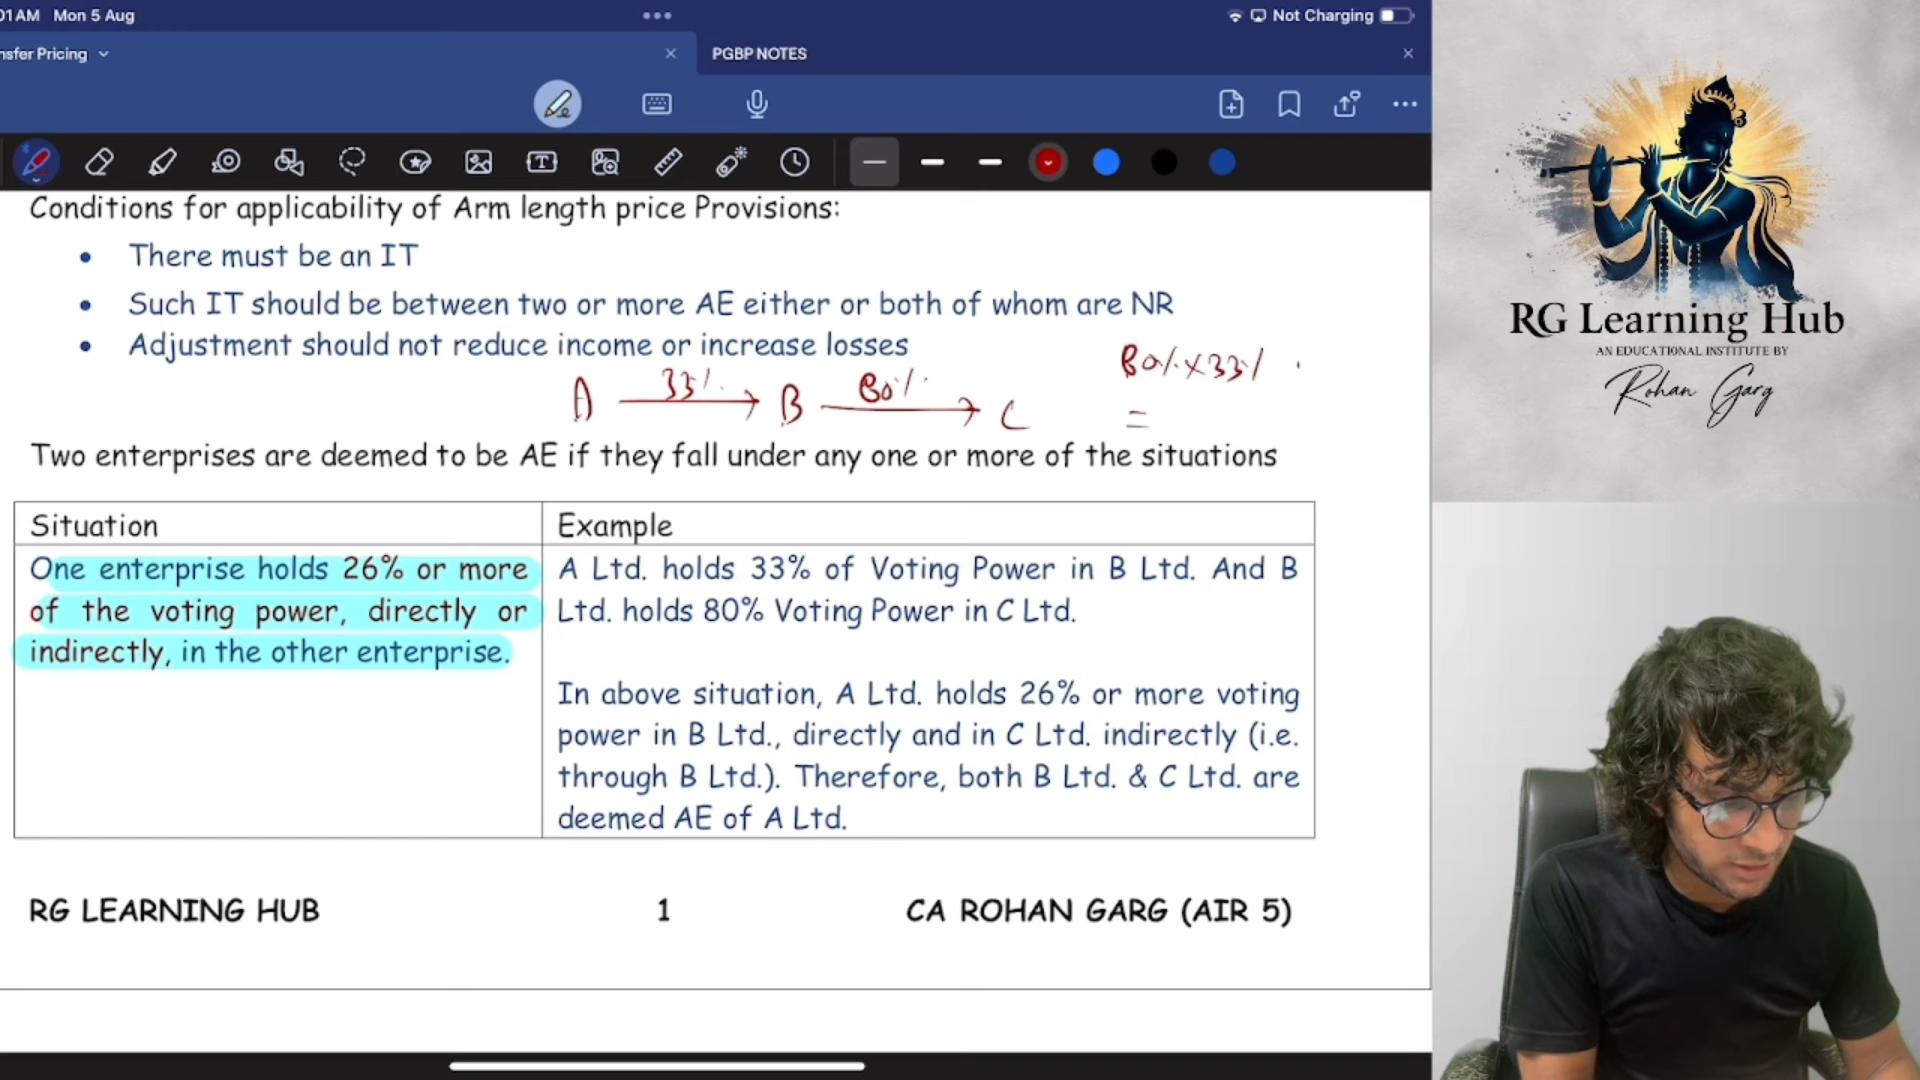 01 AM Mon 5 Aug
Not Charging
nsfer Pricing
PGBP NOTES
Conditions for applicability of Arm length price Provisions:
• There must be an IT
• Such IT should be between two or more AE either or both of whom are NR
• Adjustment should not reduce income or increase losses
A 33% B 80% C
80% × 33%
=
Two enterprises are deemed to be AE if they fall under any one or more of the situations
Situation
One enterprise holds 26% or more
of the voting power, directly or
indirectly, in the other enterprise.
Example
A Ltd. holds 33% of Voting Power in B Ltd. And B
Ltd. holds 80% Voting Power in C Ltd.
In above situation, A Ltd. holds 26% or more voting
power in B Ltd., directly and in C Ltd. indirectly (i.e.
through B Ltd.). Therefore, both B Ltd. & C Ltd. are
deemed AE of A Ltd.
RG LEARNING HUB 1 CA ROHAN GARG (AIR 5)
RG Learning Hub
AN EDUCATIONAL INSTITUTE BY
Rohan Garg